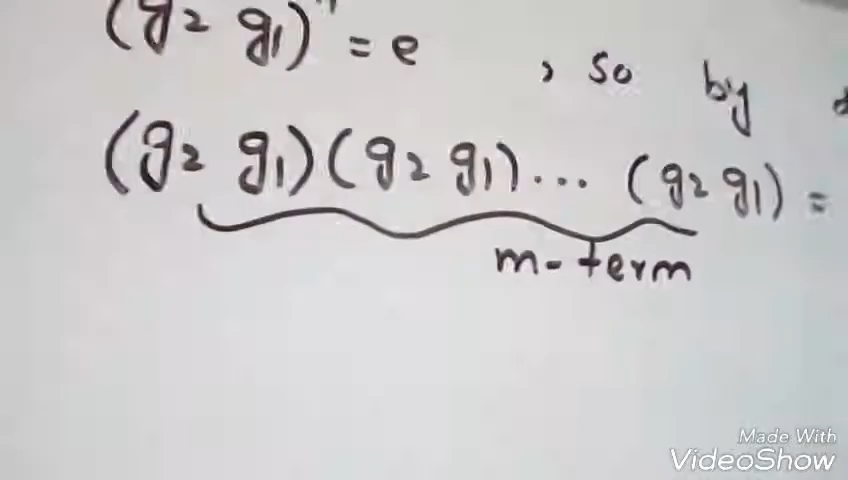 (g2 g1) = e , so by
(g2 g1)(g2 g1)... (g2 g1) =
m-term
Made With
VideoShow